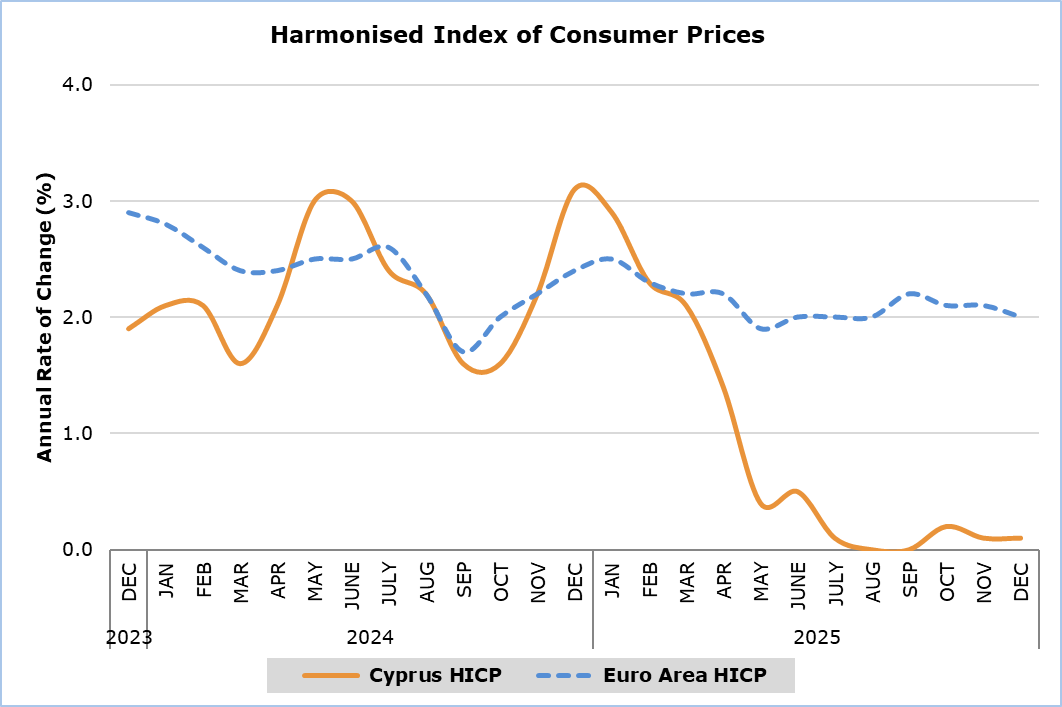 Harmonised Index of Consumer Prices
Annual Rate of Change (%)
4.0
3.0
2.0
1.0
0.0
DEC JAN FEB MAR APR MAY JUNE JULY AUG SEP OCT NOV DEC JAN FEB MAR APR MAY JUNE JULY AUG SEP OCT NOV DEC
2023 2024 2025
Cyprus HICP Euro Area HICP